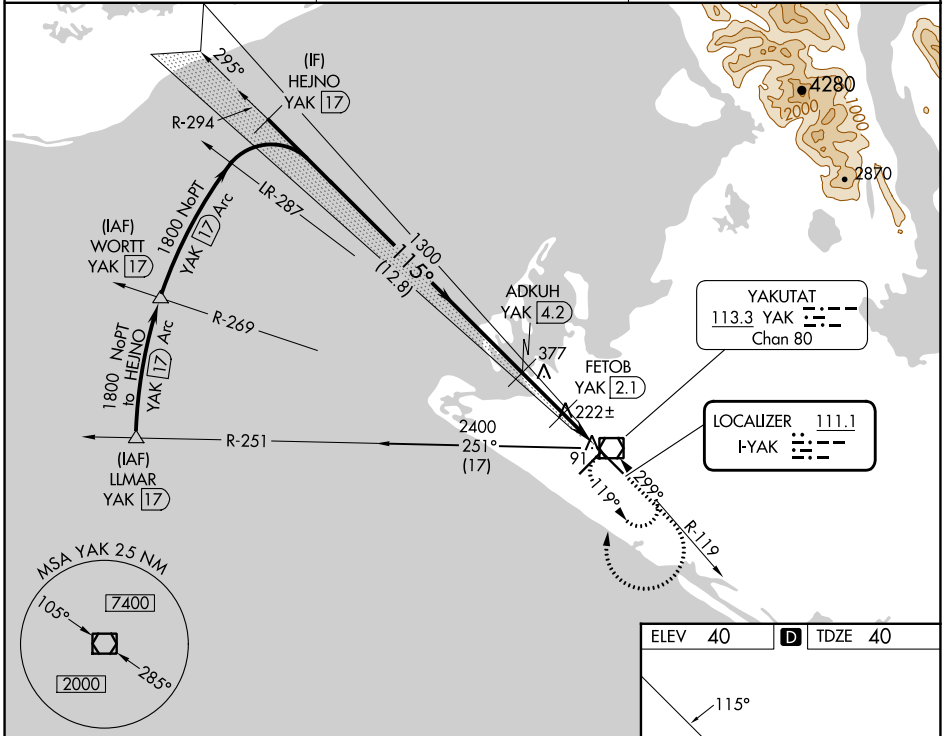 295°
(IF)
HEJNO
YAK 17
R-294
LR-287
4280
2000
1000
2870
1800 NoPT
YAK 17 Arc
(IAF)
WORTT
YAK 17
R-269
1300
115°
(12.8)
ADKUH
YAK 4.2
377
FETOB
YAK 2.1
222±
YAKUTAT
113.3 YAK
Chan 80
LOCALIZER 111.1
I-YAK
1800 NoPT
to HEJNO
YAK 17 Arc
R-251
2400
251°
(17)
91
(IAF)
LLMAR
YAK 17
119°
299°
R-119
MSA YAK 25 NM
105°
7400
2000
285°
ELEV 40
D
TDZE 40
115°